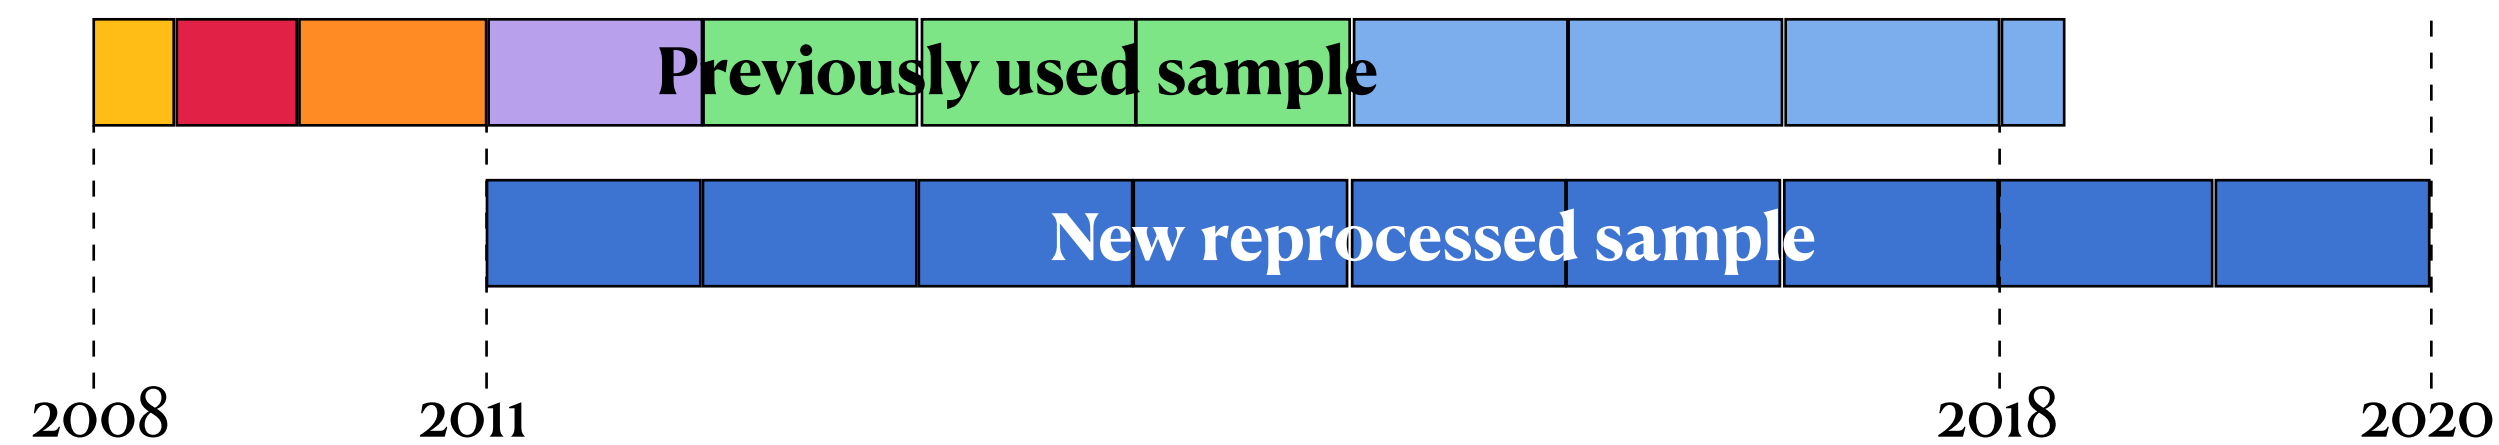 Previously used sample
New reprocessed sample
2008 2011 2018 2020